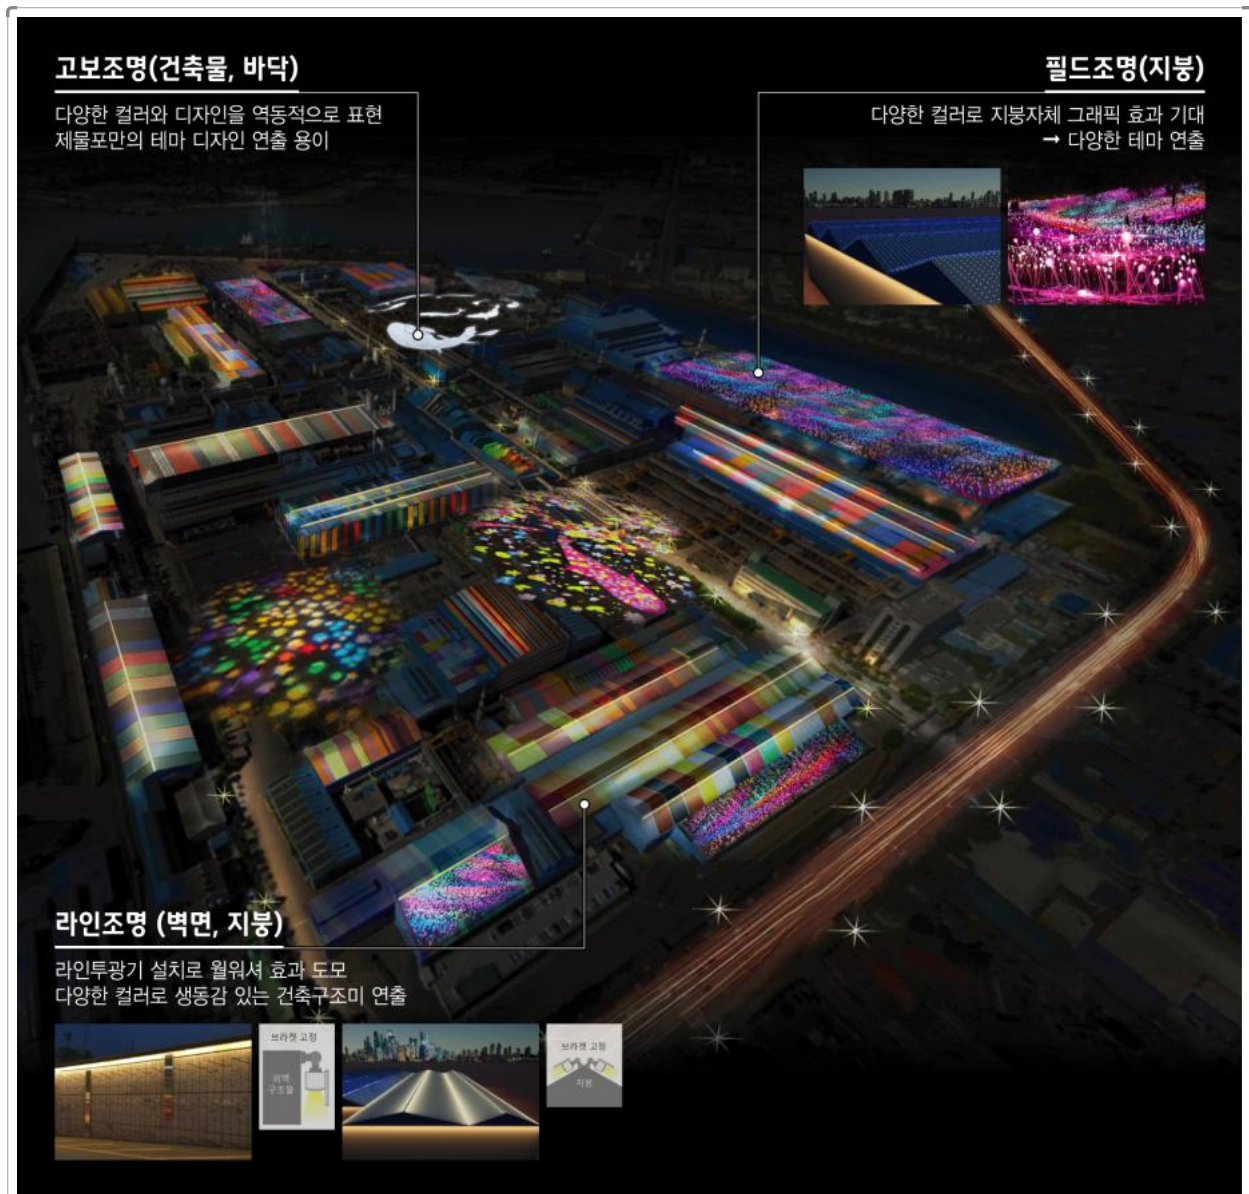 고보조명(건축물, 바닥)
다양한 컬러와 디자인을 역동적으로 표현
제물포만의 테마 디자인 연출 용이
필드조명(지붕)
다양한 컬러로 지붕자체 그래픽 효과 기대
→ 다양한 테마 연출
라인조명 (벽면, 지붕)
라인투광기 설치로 월워셔 효과 도모
다양한 컬러로 생동감 있는 건축구조미 연출
브라켓 고정
외벽
구조물
브라켓 고정
지붕